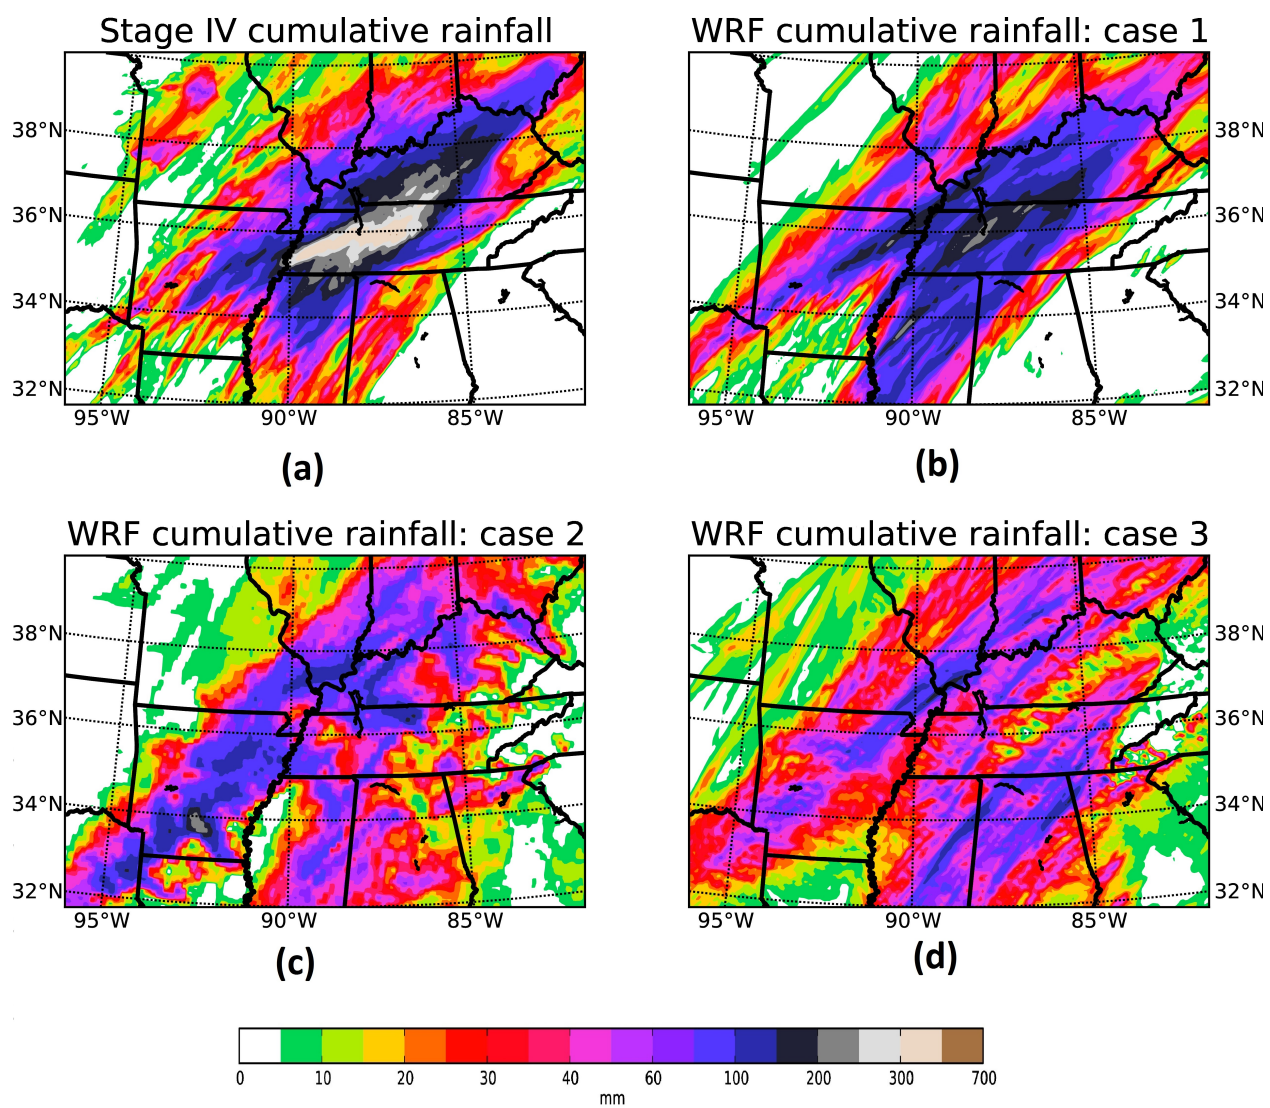 Stage IV cumulative rainfall
WRF cumulative rainfall: case 1
38°N
36°N
34°N
32°N
38°N
36°N
34°N
32°N
95°W 90°W 85°W
95°W 90°W 85°W
(a)
(b)
WRF cumulative rainfall: case 2
WRF cumulative rainfall: case 3
38°N
36°N
34°N
32°N
38°N
36°N
34°N
32°N
95°W 90°W 85°W
95°W 90°W 85°W
(c)
(d)
0 10 20 30 40 60 100 200 300 700
mm